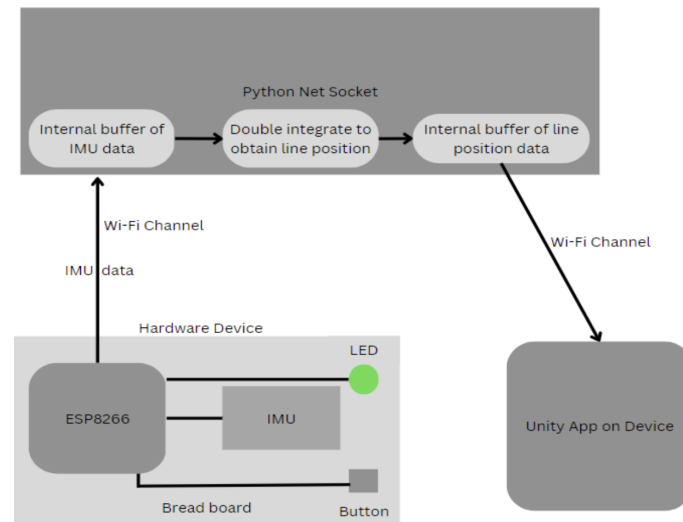 Python Net Socket
Internal buffer of
IMU data
Double integrate to
obtain line position
Internal buffer of line
position data
Wi-Fi Channel
IMU data
Wi-Fi Channel
Hardware Device
LED
ESP8266
IMU
Unity App on Device
Bread board
Button